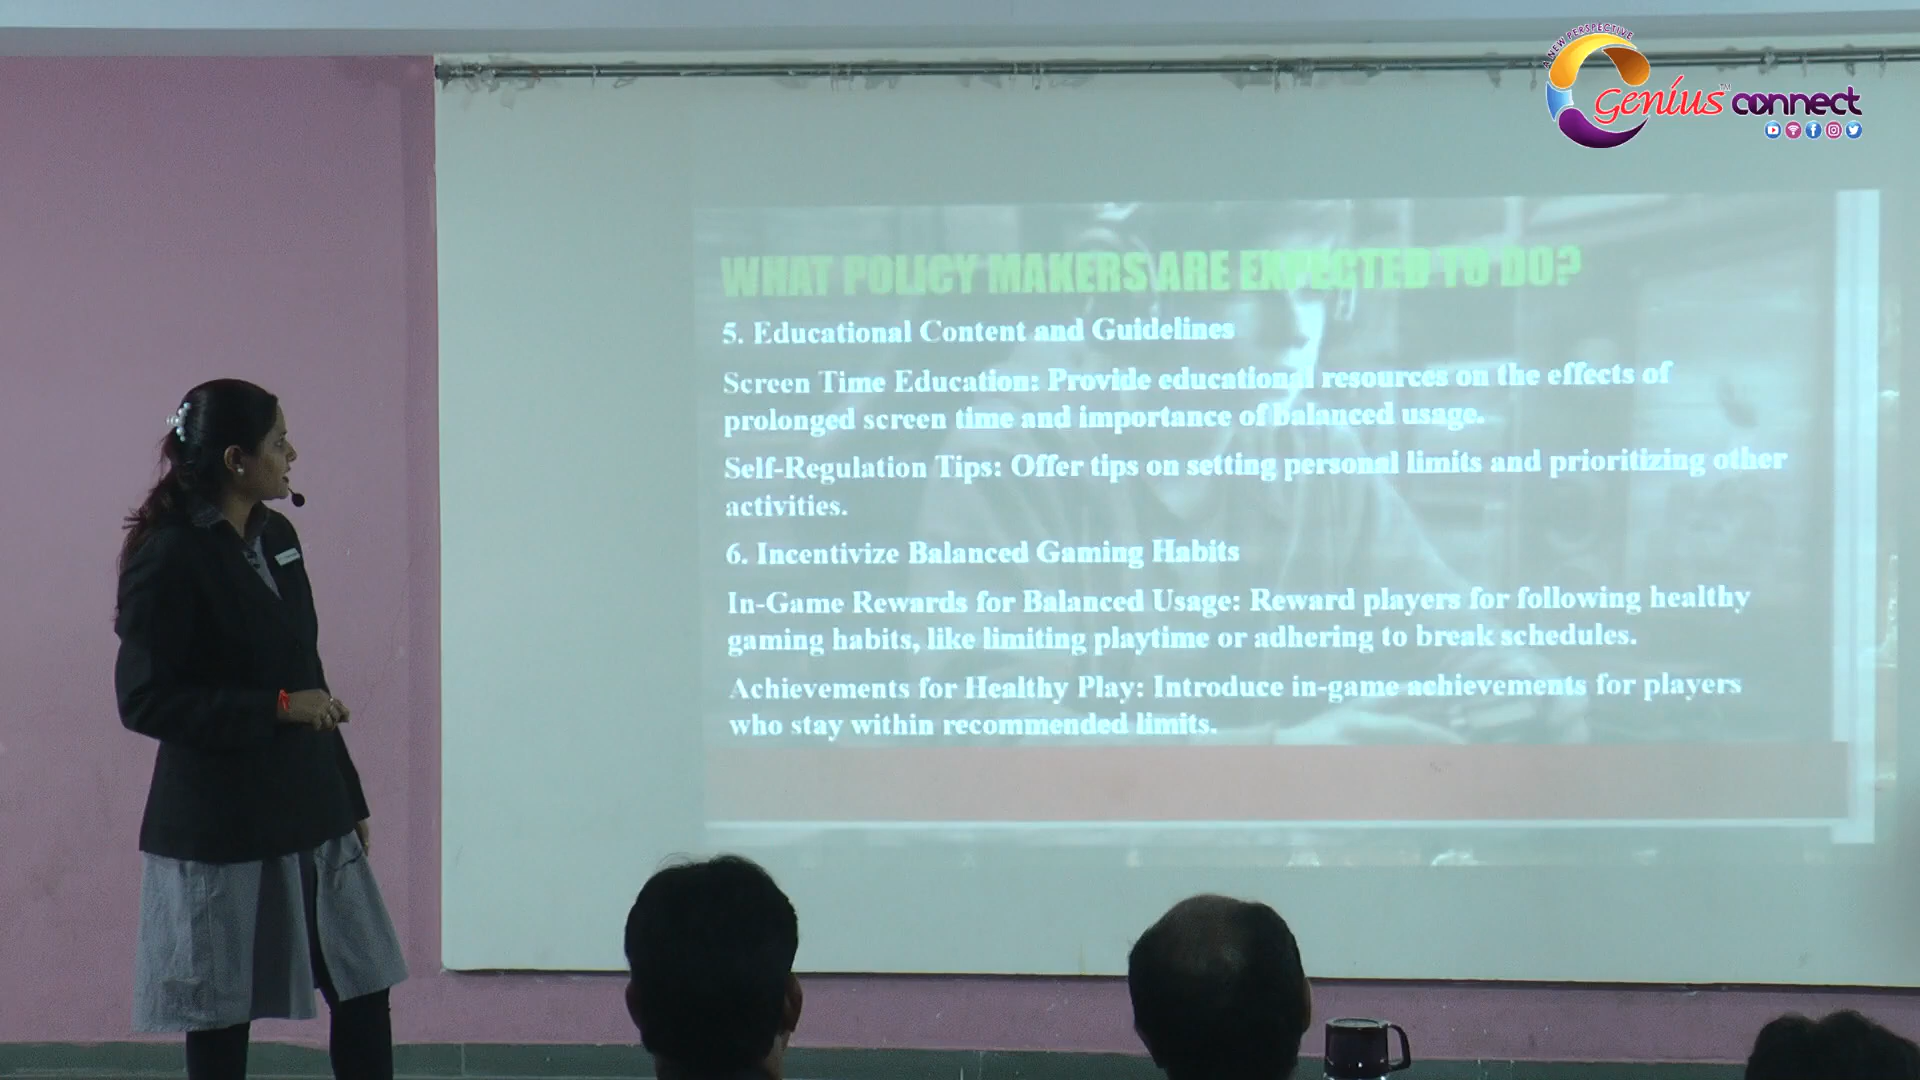 A NEW PERSPECTIVE
Genius™ connect
WHAT POLICY MAKERS ARE EXPECTED TO DO?
5. Educational Content and Guidelines
Screen Time Education: Provide educational resources on the effects of
prolonged screen time and importance of balanced usage.
Self-Regulation Tips: Offer tips on setting personal limits and prioritizing other
activities.
6. Incentivize Balanced Gaming Habits
In-Game Rewards for Balanced Usage: Reward players for following healthy
gaming habits, like limiting playtime or adhering to break schedules.
Achievements for Healthy Play: Introduce in-game achievements for players
who stay within recommended limits.